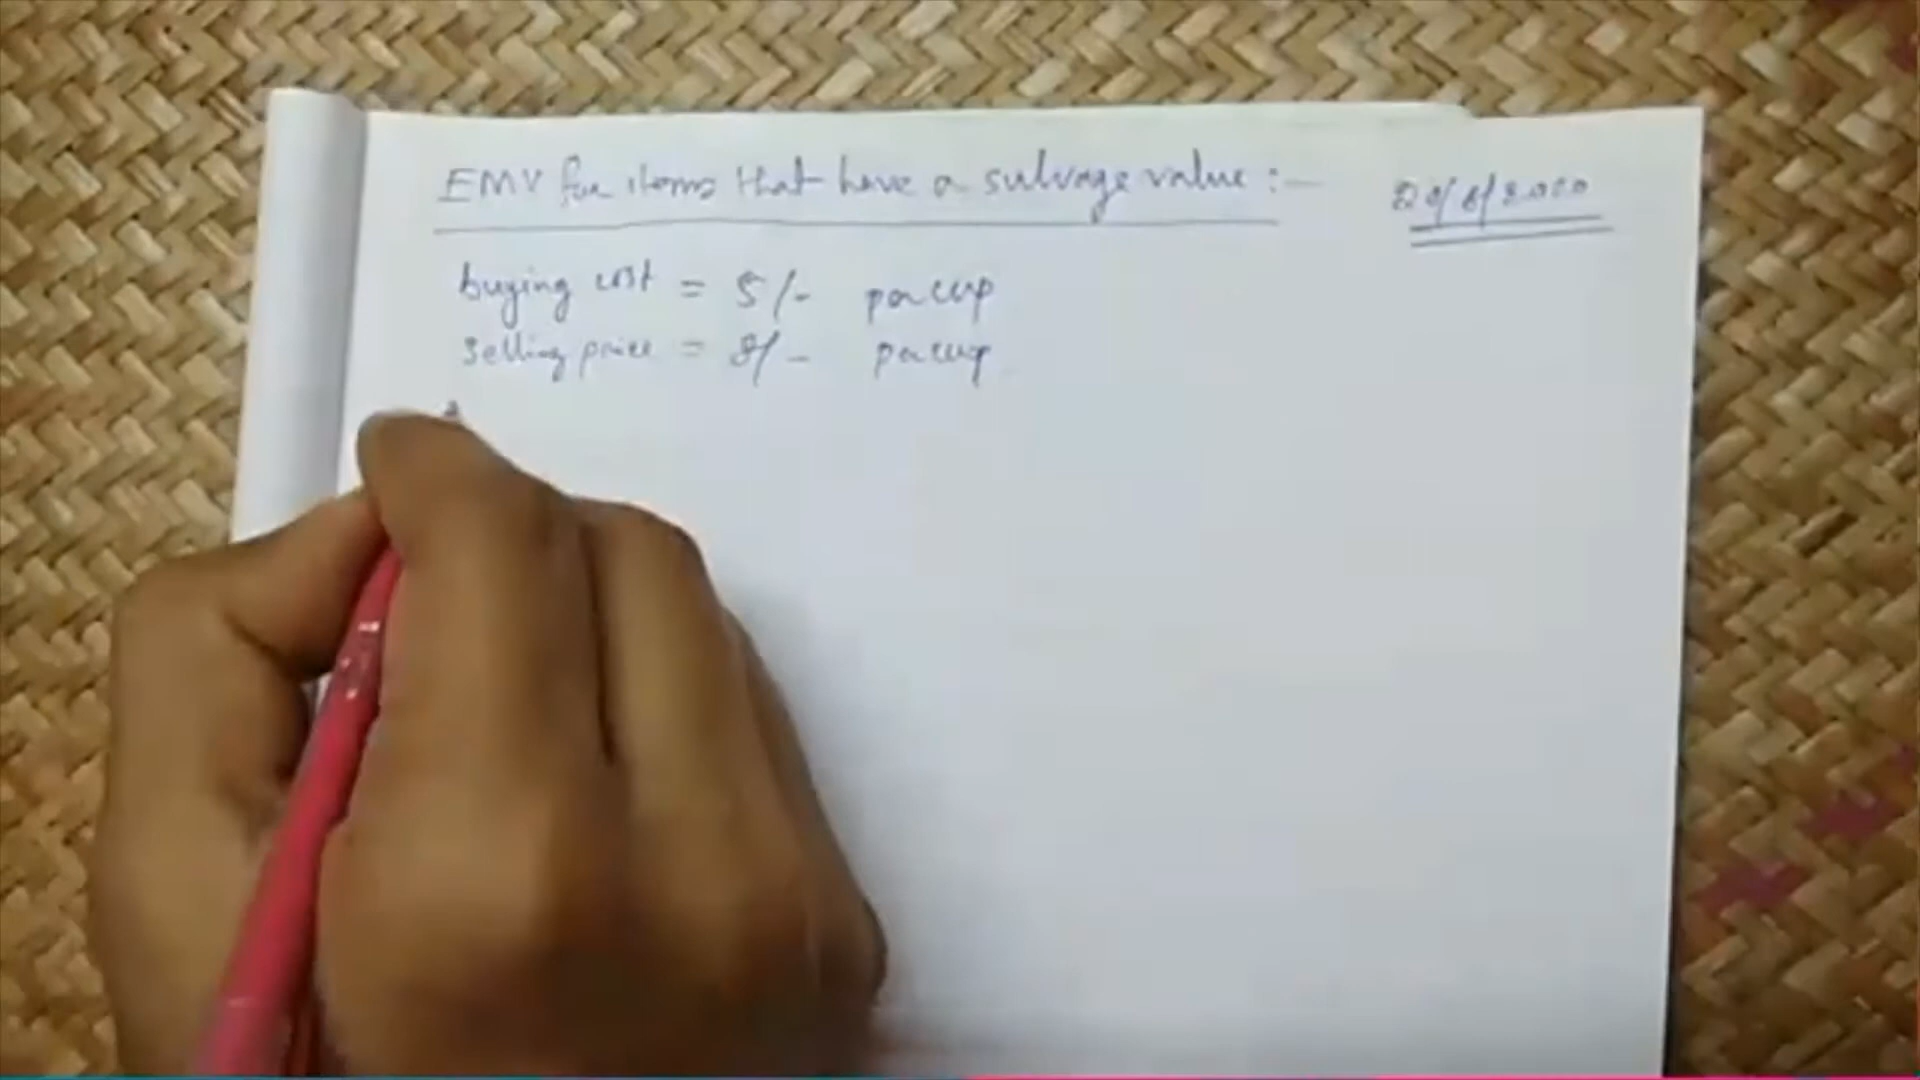 EMV for items that have a salvage value :-
buying cost = 5/- per cup
selling price = 8/- per cup